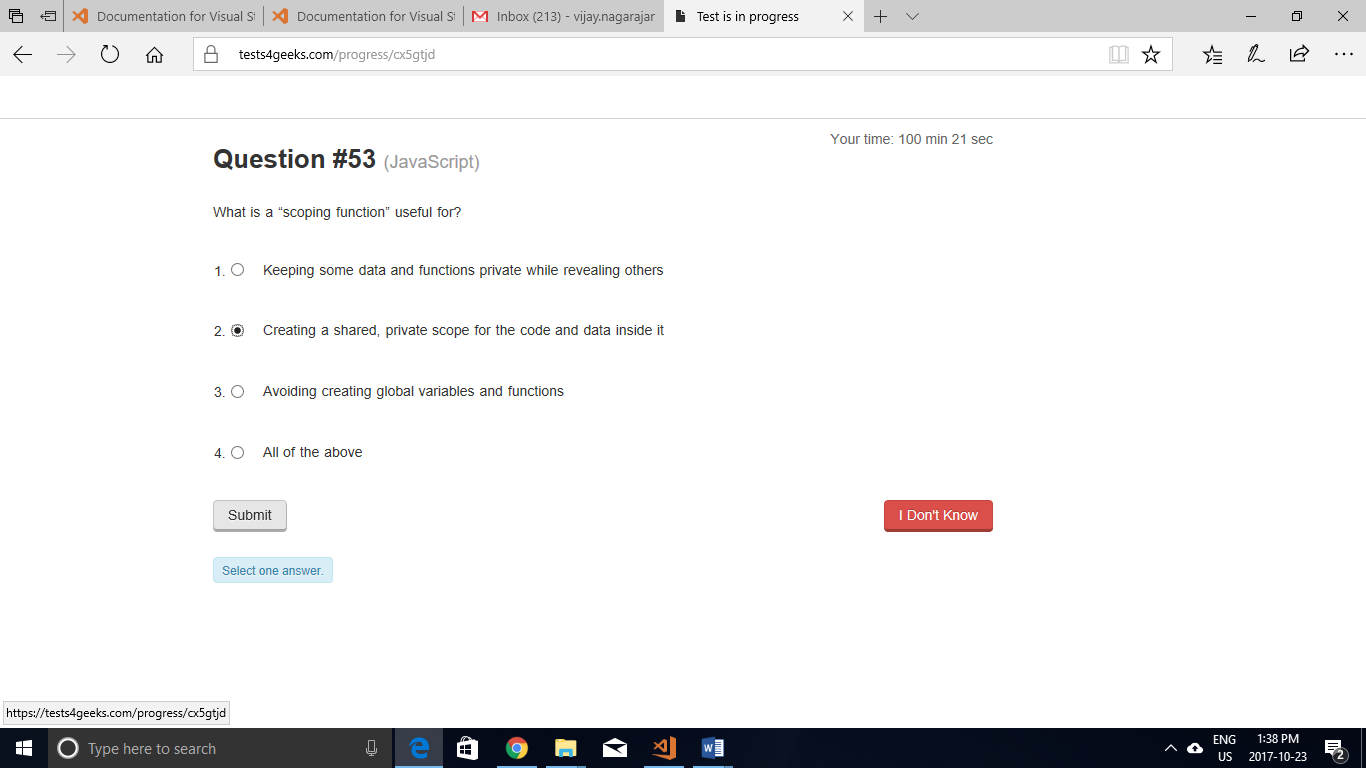 Documentation for Visual St
Documentation for Visual St
Inbox (213) - vijay.nagarajar
Test is in progress
tests4geeks.com/progress/cx5gtjd
Your time: 100 min 21 sec
Question #53 (JavaScript)
What is a “scoping function” useful for?
1. Keeping some data and functions private while revealing others
2. Creating a shared, private scope for the code and data inside it
3. Avoiding creating global variables and functions
4. All of the above
Submit
I Don't Know
Select one answer.
https://tests4geeks.com/progress/cx5gtjd
Type here to search
ENG
US
1:38 PM
2017-10-23
2